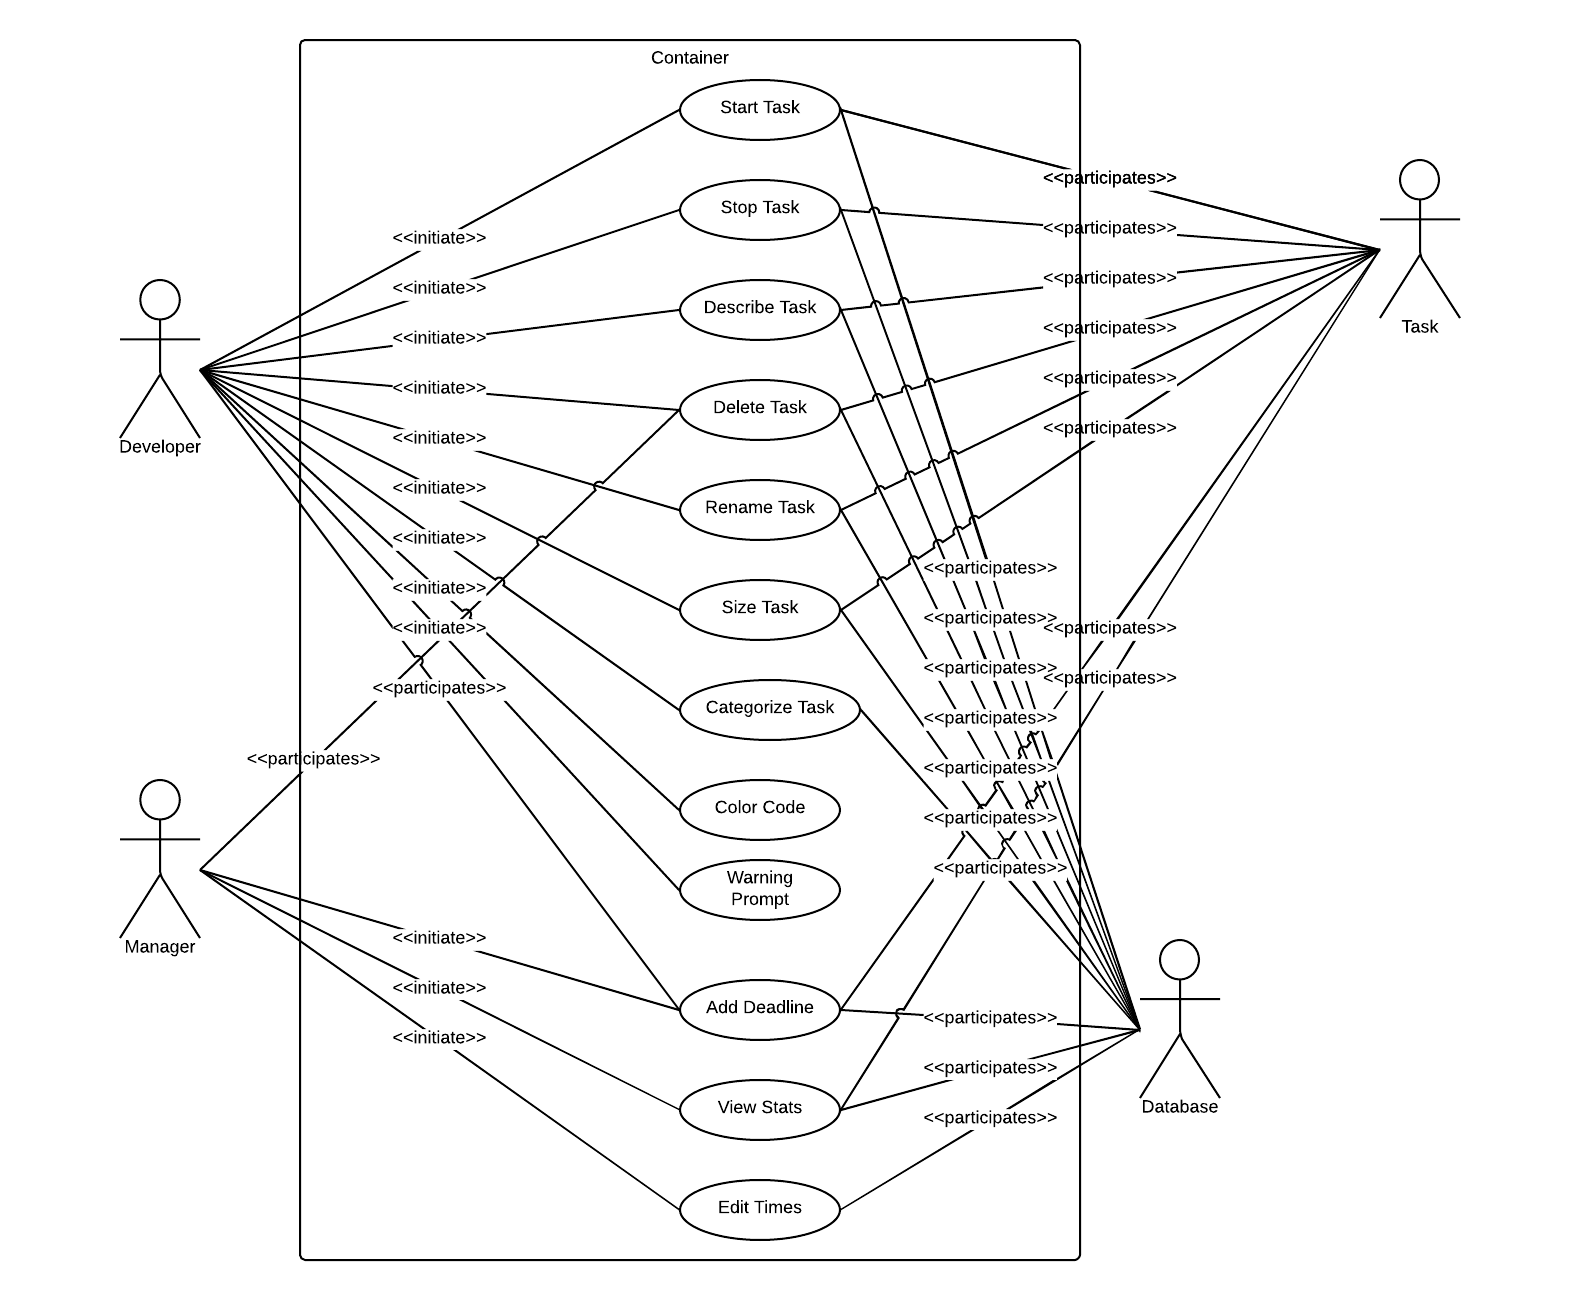 Container
Start Task
<<participates>>
Stop Task
<<participates>>
<<initiate>>
<<participates>>
<<initiate>>
Describe Task
Task
<<participates>>
<<initiate>>
<<participates>>
<<initiate>>
Delete Task
<<participates>>
<<initiate>>
Developer
<<initiate>>
Rename Task
<<initiate>>
<<participates>>
<<initiate>>
Size Task
<<participates>>
<<initiate>>
<<participates>>
<<participates>>
<<participates>>
<<participates>>
Categorize Task
<<participates>>
<<participates>>
<<participates>>
Color Code
<<participates>>
<<participates>>
Warning
Prompt
Manager
<<initiate>>
<<initiate>>
Add Deadline
<<participates>>
<<initiate>>
<<participates>>
View Stats
Database
<<participates>>
Edit Times